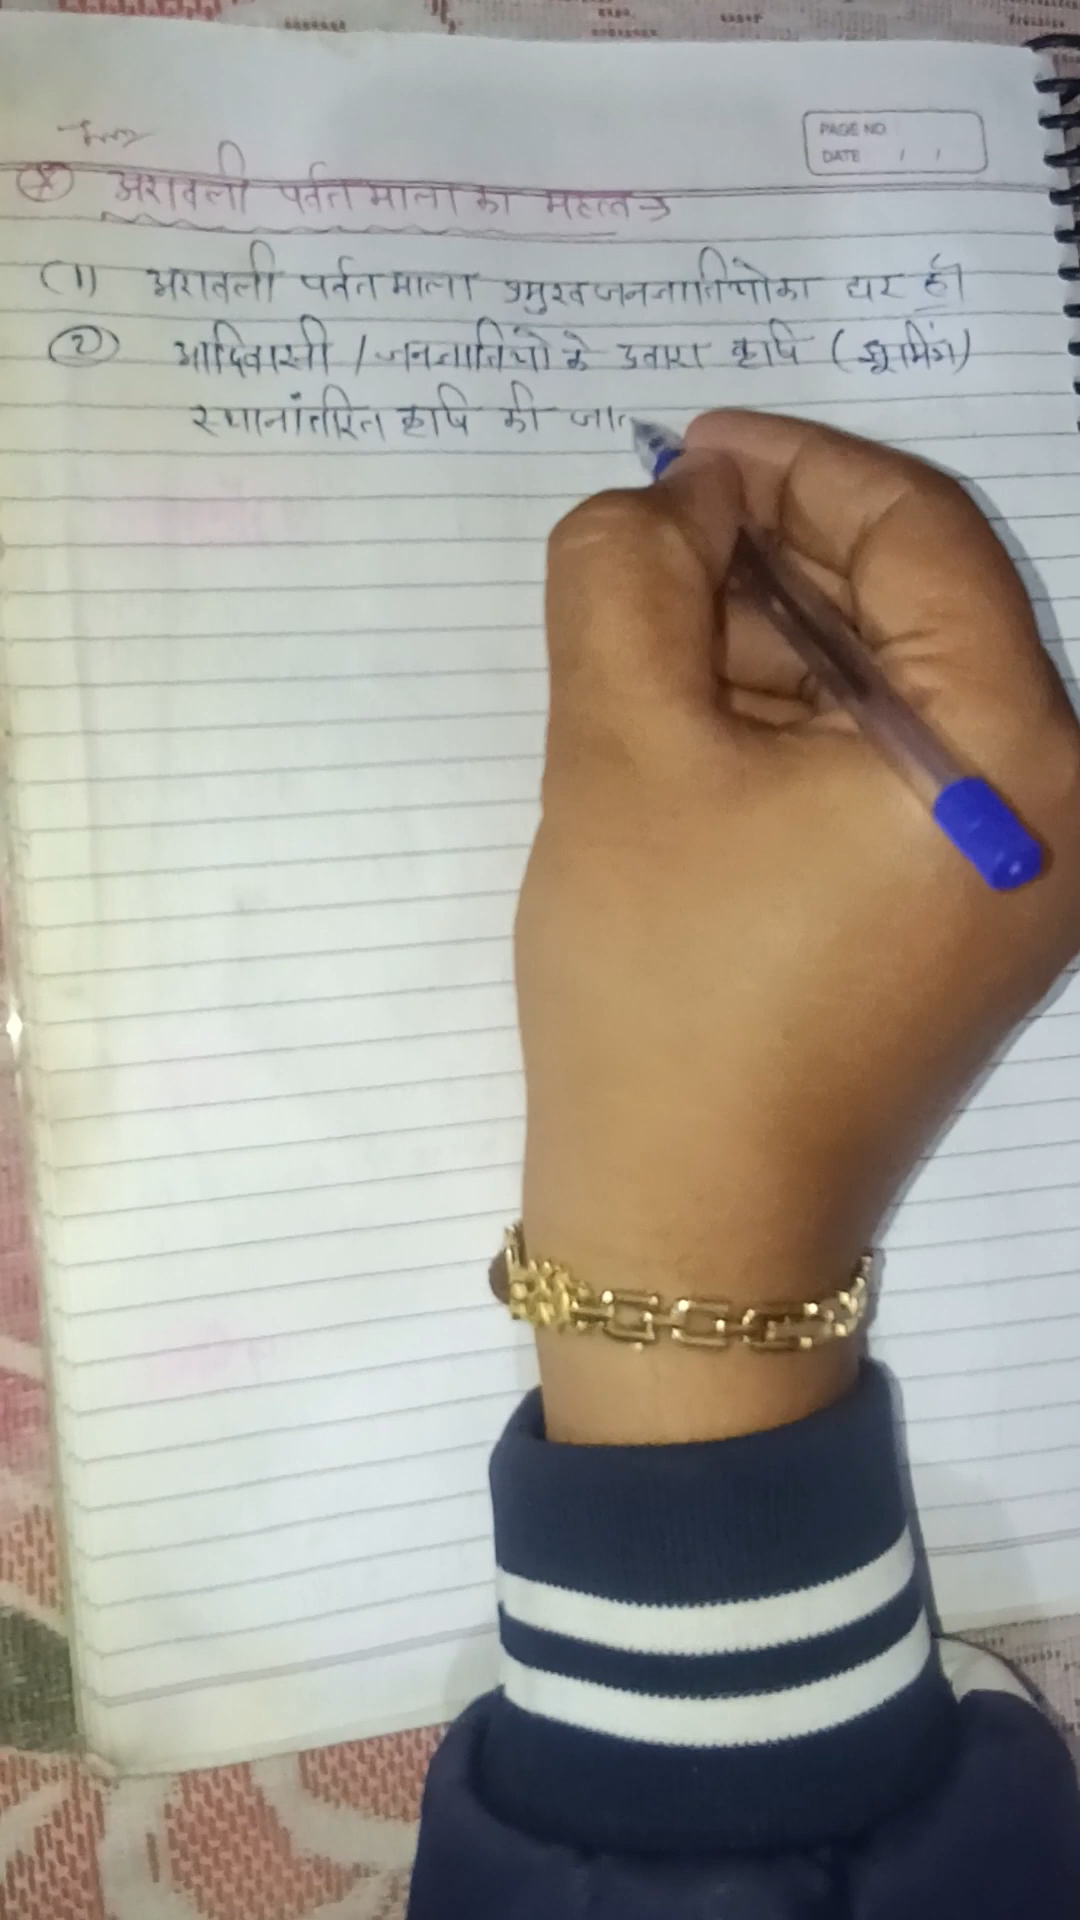 PAGE NO
DATE / /
अरावली पर्वत माला का महत्व →
(1) अरावली पर्वत माला प्रमुख जनजातियो का घर है।
(2) आदिवासी / जनजातियो के द्वारा कृषि (झूमिंग)
स्थानांतरित कृषि की जात